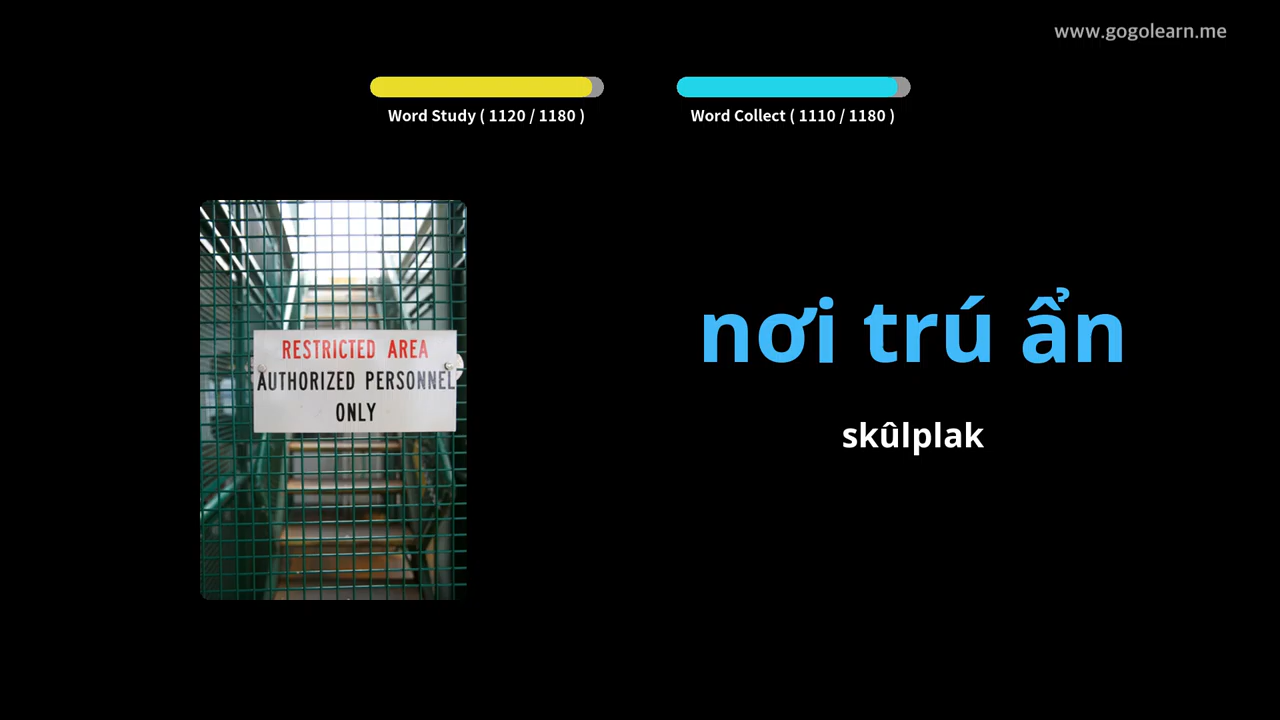 www.gogolearn.me
Word Study ( 1120 / 1180 )
Word Collect ( 1110 / 1180 )
RESTRICTED AREA
AUTHORIZED PERSONNEL
ONLY
nơi trú ẩn
skûlplak